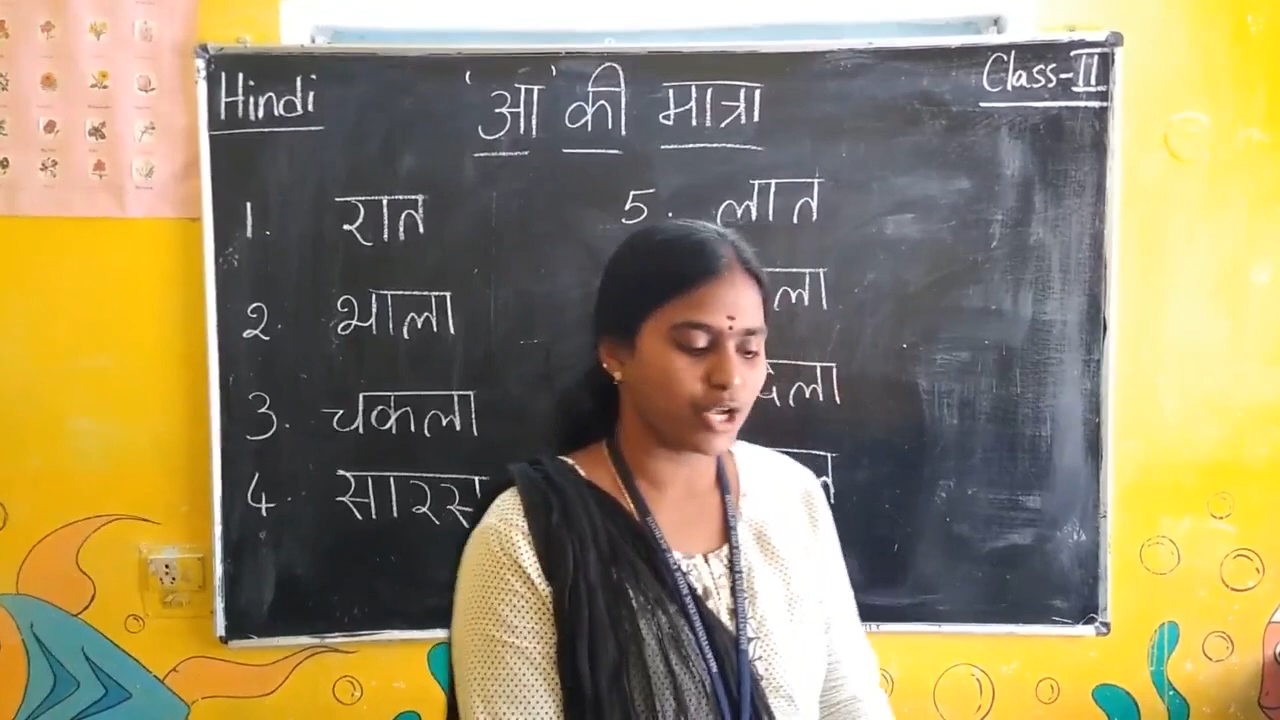 Hindi 'आ' की मात्रा Class-II
1. रात
2. भाला
3. चकला
4. सारस
5. लात